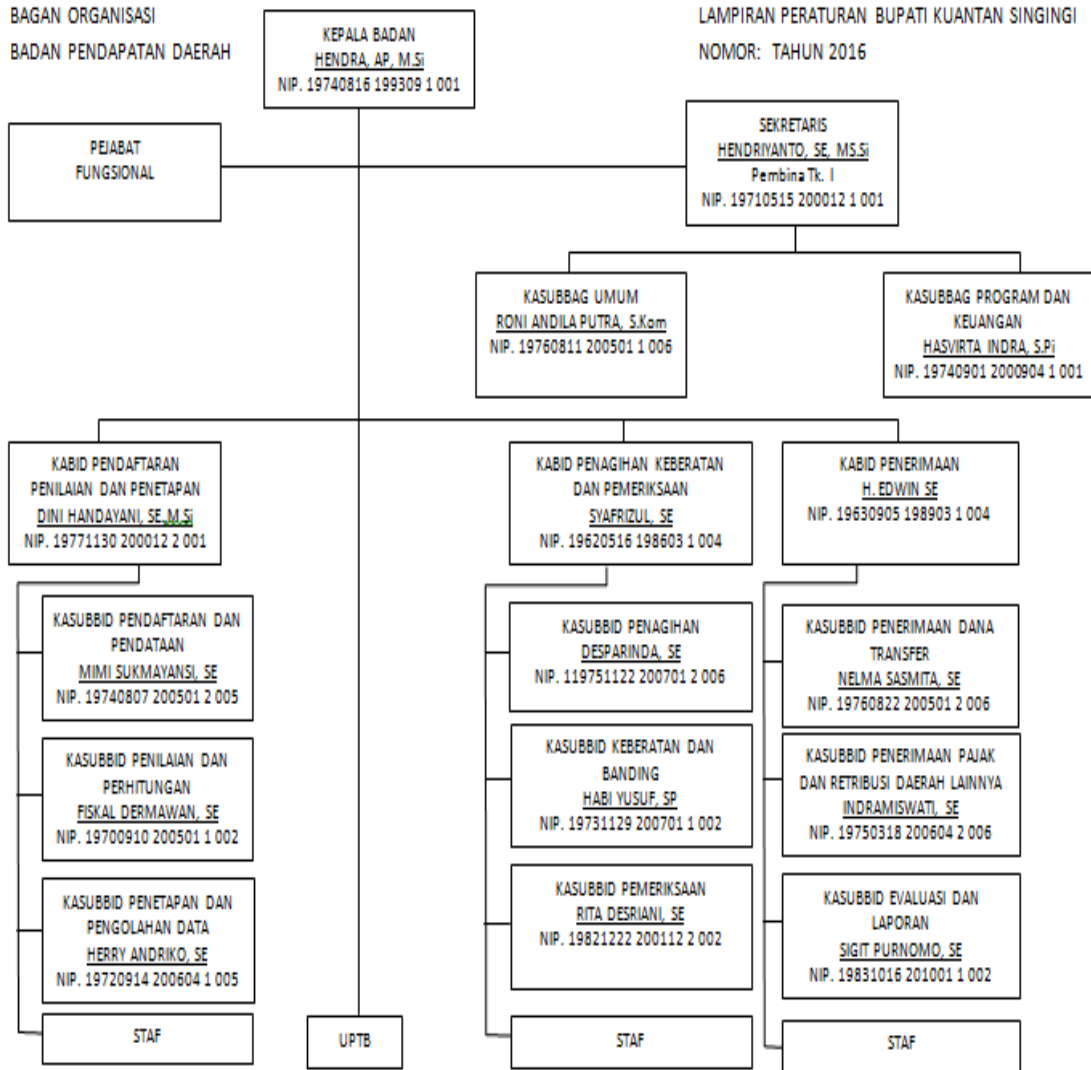 BAGAN ORGANISASI
BADAN PENDAPATAN DAERAH
LAMPIRAN PERATURAN BUPATI KUANTAN SINGINGI
NOMOR: TAHUN 2016
KEPALA BADAN
HENDRA, AP, M.Si
NIP. 19740816 199309 1 001
PEJABAT
FUNGSIONAL
SEKRETARIS
HENDRIYANTO, SE, MS.Si
Pembina Tk. I
NIP. 19710515 200012 1 001
KASUBBAG UMUM
RONI ANDILA PUTRA, S.Kom
NIP. 19760811 200501 1 006
KASUBBAG PROGRAM DAN
KEUANGAN
HASVIRTA INDRA, S.Pi
NIP. 19740901 2000904 1 001
KABID PENDAFTARAN
PENILAIAN DAN PENETAPAN
DINI HANDAYANI, SE.,M.Si
NIP. 19771130 200012 2 001
KABID PENAGIHAN KEBERATAN
DAN PEMERIKSAAN
SYAFRIZUL, SE
NIP. 19620516 198603 1 004
KABID PENERIMAAN
H. EDWIN SE
NIP. 19630905 198903 1 004
KASUBBID PENDAFTARAN DAN
PENDATAAN
MIMI SUKMAYANSI, SE
NIP. 19740807 200501 2 005
KASUBBID PENILAIAN DAN
PERHITUNGAN
FISKAL DERMAWAN, SE
NIP. 19700910 200501 1 002
KASUBBID PENETAPAN DAN
PENGOLAHAN DATA
HERRY ANDRIKO, SE
NIP. 19720914 200604 1 005
STAF
UPTB
KASUBBID PENAGIHAN
DESPARINDA, SE
NIP. 119751122 200701 2 006
KASUBBID KEBERATAN DAN
BANDING
HABI YUSUF, SP
NIP. 19731129 200701 1 002
KASUBBID PEMERIKSAAN
RITA DESRIANI, SE
NIP. 19821222 200112 2 002
STAF
KASUBBID PENERIMAAN DANA
TRANSFER
NELMA SASMITA, SE
NIP. 19760822 200501 2 006
KASUBBID PENERIMAAN PAJAK
DAN RETRIBUSI DAERAH LAINNYA
INDRAMISWATI, SE
NIP. 19750318 200604 2 006
KASUBBID EVALUASI DAN
LAPORAN
SIGIT PURNOMO, SE
NIP. 19831016 201001 1 002
STAF